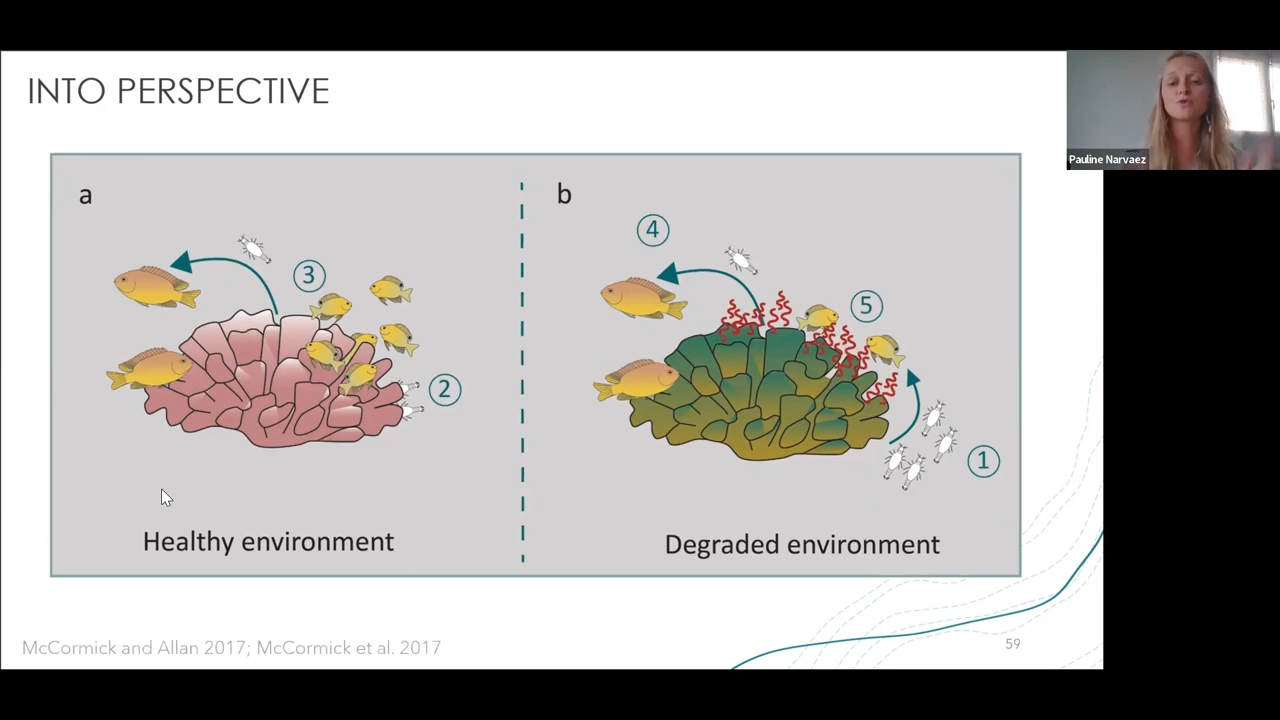 INTO PERSPECTIVE
Pauline Narvaez
a
b
4
3
5
2
1
Healthy environment
Degraded environment
McCormick and Allan 2017; McCormick et al. 2017
59